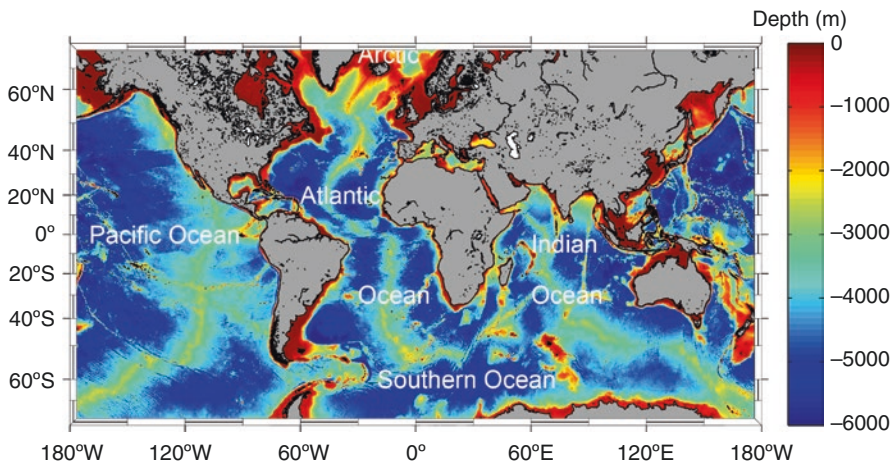 Depth (m)
Arctic
Atlantic
Pacific Ocean
Indian
Ocean
Ocean
Southern Ocean
60°N
40°N
20°N
0°
20°S
40°S
60°S
180°W
120°W
60°W
0°
60°E
120°E
180°W
0
–1000
–2000
–3000
–4000
–5000
–6000